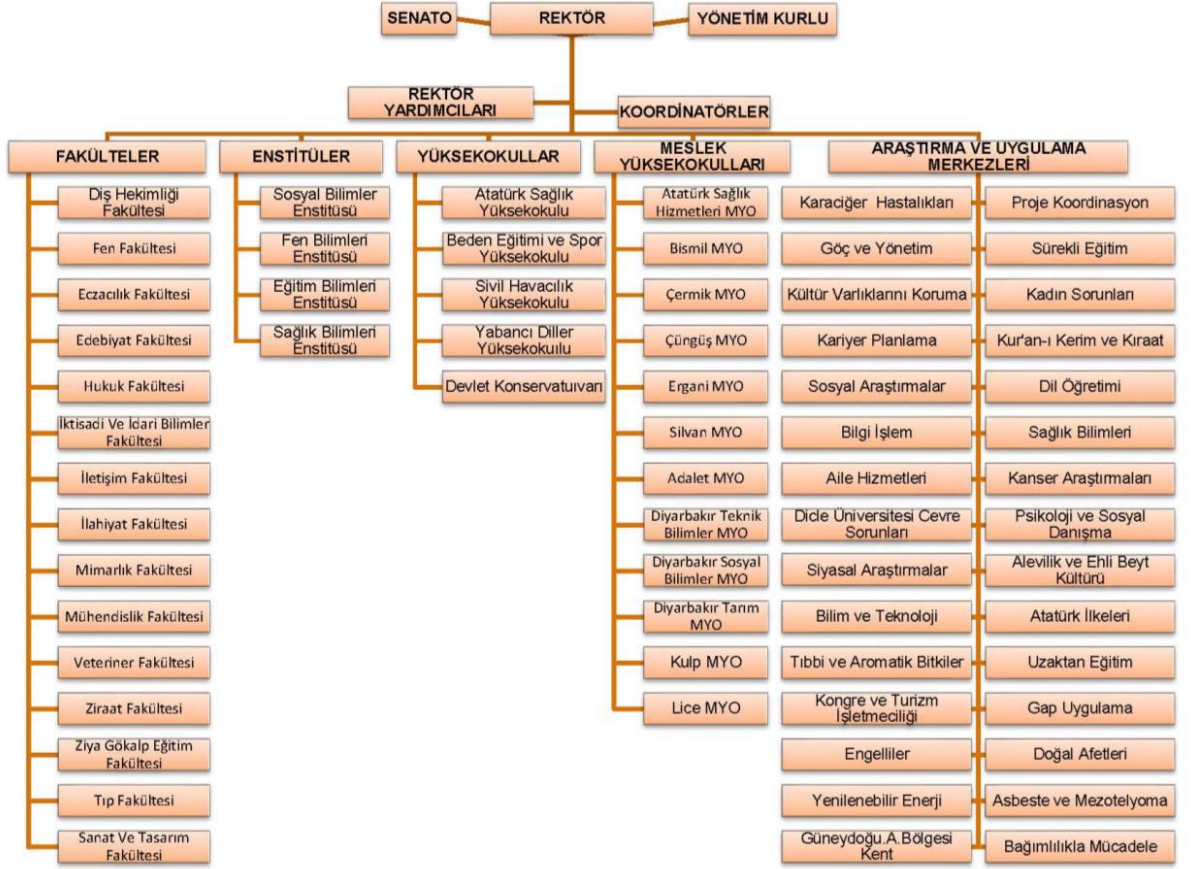 SENATO
REKTÖR
YÖNETİM KURLU
REKTÖR
YARDIMCILARI
KOORDİNATÖRLER
FAKÜLTELER
Diş Hekimliği
Fakültesi
Fen Fakültesi
Eczacılık Fakültesi
Edebiyat Fakültesi
Hukuk Fakültesi
İktisadi Ve İdari Bilimler
Fakültesi
İletişim Fakültesi
İlahiyat Fakültesi
Mimarlık Fakültesi
Mühendislik Fakültesi
Veteriner Fakültesi
Ziraat Fakültesi
Ziya Gökalp Eğitim
Fakültesi
Tıp Fakültesi
Sanat Ve Tasarım
Fakültesi
ENSTİTÜLER
Sosyal Bilimler
Enstitüsü
Fen Bilimleri
Enstitüsü
Eğitim Bilimleri
Enstitüsü
Sağlık Bilimleri
Enstitüsü
YÜKSEKOKULLAR
Atatürk Sağlık
Yüksekokulu
Beden Eğitimi ve Spor
Yüksekokulu
Sivil Havacılık
Yüksekokulu
Yabancı Diller
Yüksekokuılu
Devlet Konservatuıvarı
MESLEK
YÜKSEKOKULLARI
Atatürk Sağlık
Hizmetleri MYO
Bismil MYO
Çermik MYO
Çüngüş MYO
Ergani MYO
Silvan MYO
Adalet MYO
Diyarbakır Teknik
Bilimler MYO
Diyarbakır Sosyal
Bilimler MYO
Diyarbakır Tarım
MYO
Kulp MYO
Lice MYO
ARAŞTIRMA VE UYGULAMA
MERKEZLERİ
Karaciğer Hastalıkları
Göç ve Yönetim
Kültür Varlıklarını Koruma
Kariyer Planlama
Sosyal Araştırmalar
Bilgi İşlem
Aile Hizmetleri
Dicle Üniversitesi Cevre
Sorunları
Siyasal Araştırmalar
Bilim ve Teknoloji
Tıbbi ve Aromatik Bitkiler
Kongre ve Turizm
İşletmeciliği
Engelliler
Yenilenebilir Enerji
Güneydoğu.A.Bölgesi
Kent
Proje Koordinasyon
Sürekli Eğitim
Kadın Sorunları
Kur'an-ı Kerim ve Kıraat
Dil Öğretimi
Sağlık Bilimleri
Kanser Araştırmaları
Psikoloji ve Sosyal
Danışma
Alevilik ve Ehli Beyt
Kültürü
Atatürk İlkeleri
Uzaktan Eğitim
Gap Uygulama
Doğal Afetleri
Asbeste ve Mezotelyoma
Bağımlılıkla Mücadele